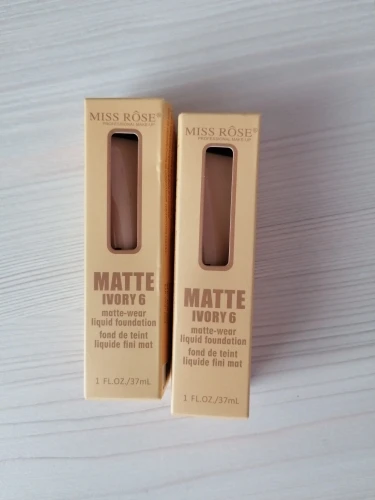 MISS RÔSE®
PROFESSIONAL MAKE-UP
MATTE
IVORY 6
matte-wear
liquid foundation
fond de teint
liquide fini mat
1 FL.OZ./37mL
MISS RÔSE®
PROFESSIONAL MAKE-UP
MATTE
IVORY 6
matte-wear
liquid foundation
fond de teint
liquide fini mat
1 FL.OZ./37mL